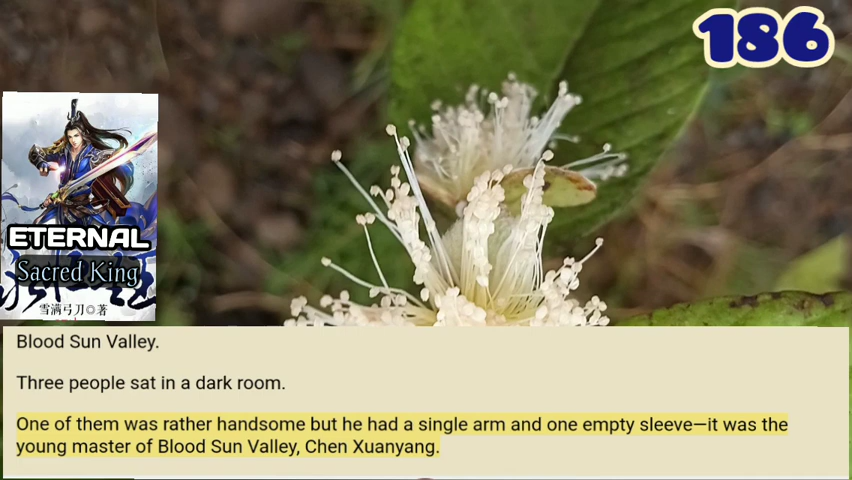 186
ETERNAL
Sacred King
雪满弓刀◎著
Blood Sun Valley.
Three people sat in a dark room.
One of them was rather handsome but he had a single arm and one empty sleeve—it was the
young master of Blood Sun Valley, Chen Xuanyang.